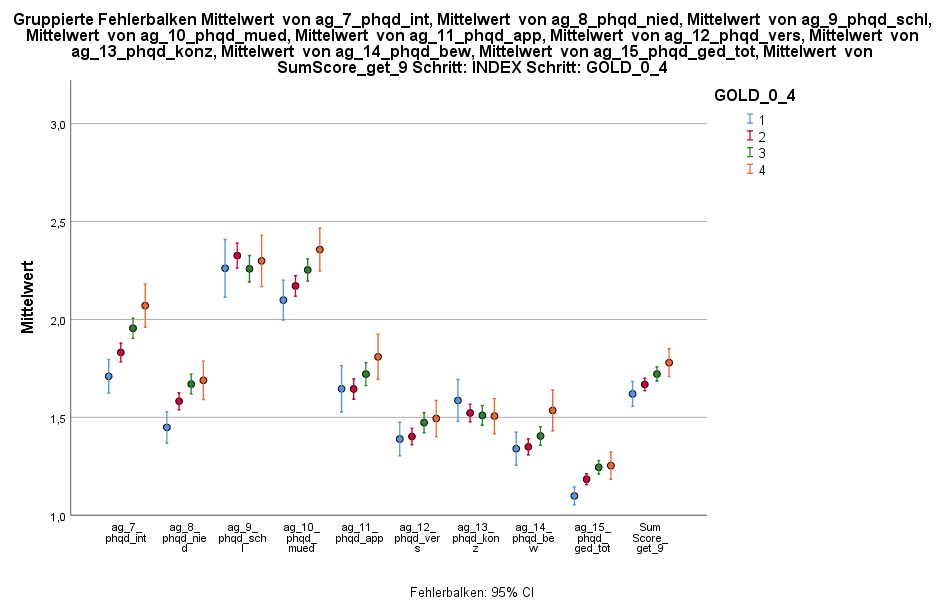 Gruppierte Fehlerbalken Mittelwert von ag_7_phqd_int, Mittelwert von ag_8_phqd_nied, Mittelwert von ag_9_phqd_schl,
Mittelwert von ag_10_phqd_mued, Mittelwert von ag_11_phqd_app, Mittelwert von ag_12_phqd_vers, Mittelwert von
ag_13_phqd_konz, Mittelwert von ag_14_phqd_bew, Mittelwert von ag_15_phqd_ged_tot, Mittelwert von
SumScore_get_9 Schritt: INDEX Schritt: GOLD_0_4
GOLD_0_4
1
2
3
4
Mittelwert
3,0
2,5
2,0
1,5
1,0
ag_7_
phqd_int
ag_8_
phqd_nie
d
ag_9_
phqd_sch
l
ag_10_
phqd_
mued
ag_11_
phqd_app
ag_12_
phqd_ver
s
ag_13_
phqd_kon
z
ag_14_
phqd_be
w
ag_15_
phqd_
ged_tot
Sum
Score_
get_9
Fehlerbalken: 95% CI